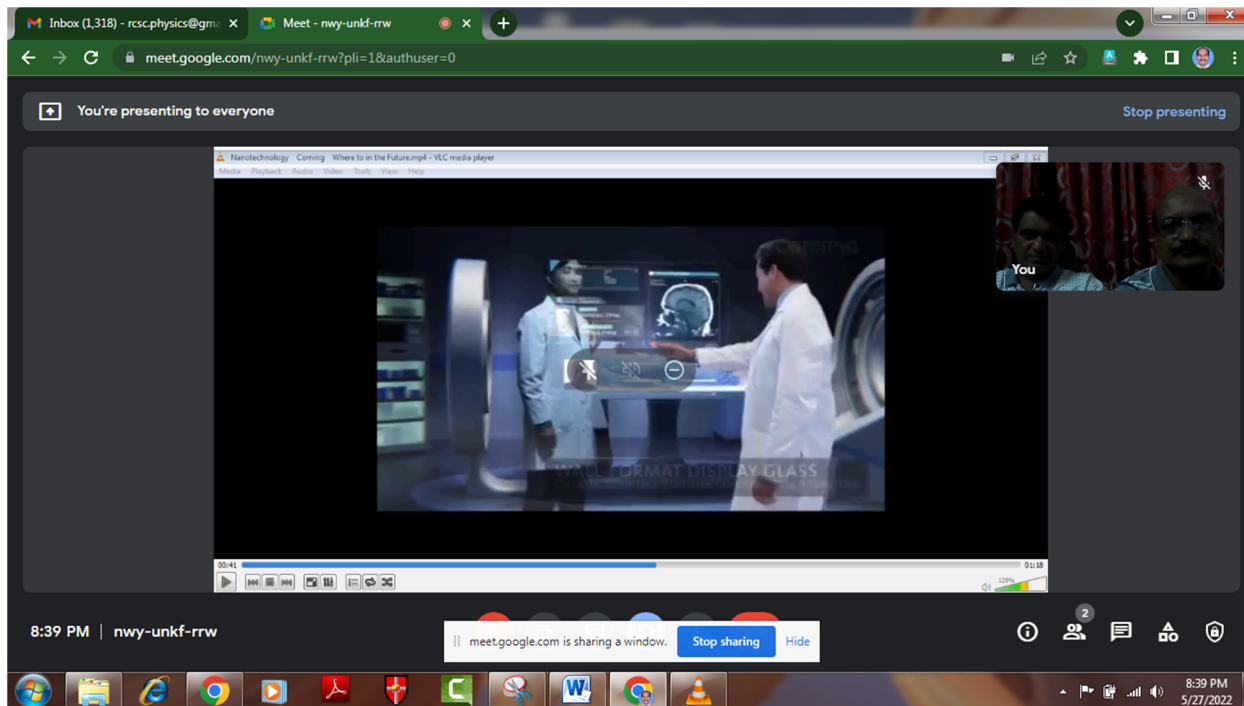 Inbox (1,318) - rcsc.physics@gma
Meet - nwy-unkf-rrw
meet.google.com/nwy-unkf-rrw?pli=1&authuser=0
You're presenting to everyone
Stop presenting
Nanotechnology Corning Where to in the Future.mp4 - VLC media player
Media Playback Audio Video Tools View Help
You
WALL FORMAT DISPLAY GLASS
00:41
01:18
129%
8:39 PM | nwy-unkf-rrw
meet.google.com is sharing a window.
Stop sharing
Hide
2
8:39 PM
5/27/2022